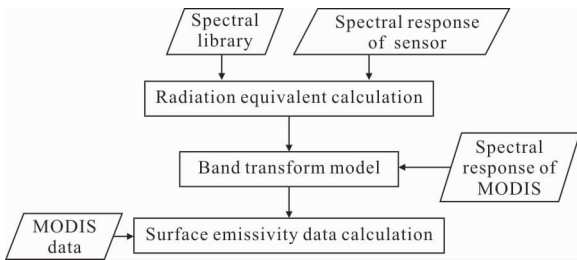 Spectral
library
Spectral response
of sensor
Radiation equivalent calculation
Band transform model
Spectral
response of
MODIS
MODIS
data
Surface emissivity data calculation